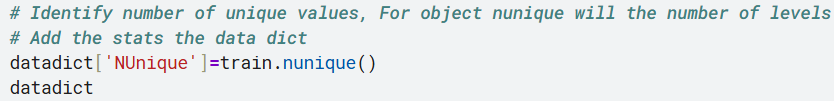 # Identify number of unique values, For object nunique will the number of levels
# Add the stats the data dict
datadict['NUnique']=train.nunique()
datadict